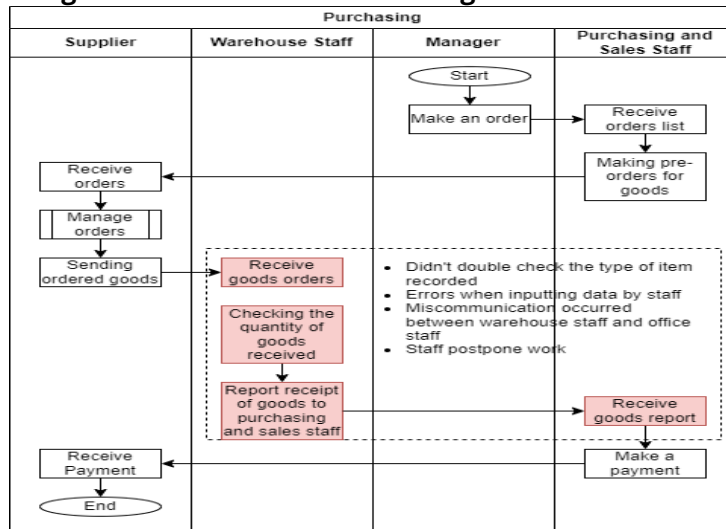 Purchasing
Supplier
Warehouse Staff
Manager
Purchasing and
Sales Staff
Start
Make an order
Receive
orders list
Receive
orders
Making pre-
orders for
goods
Manage
orders
Sending
ordered goods
Receive
goods orders
• Didn't double check the type of item
recorded
• Errors when inputting data by staff
• Miscommunication occurred
between warehouse staff and office
staff
• Staff postpone work
Checking the
quantity of
goods
received
Report receipt
of goods to
purchasing
and sales staff
Receive
goods report
Receive
Payment
Make a
payment
End